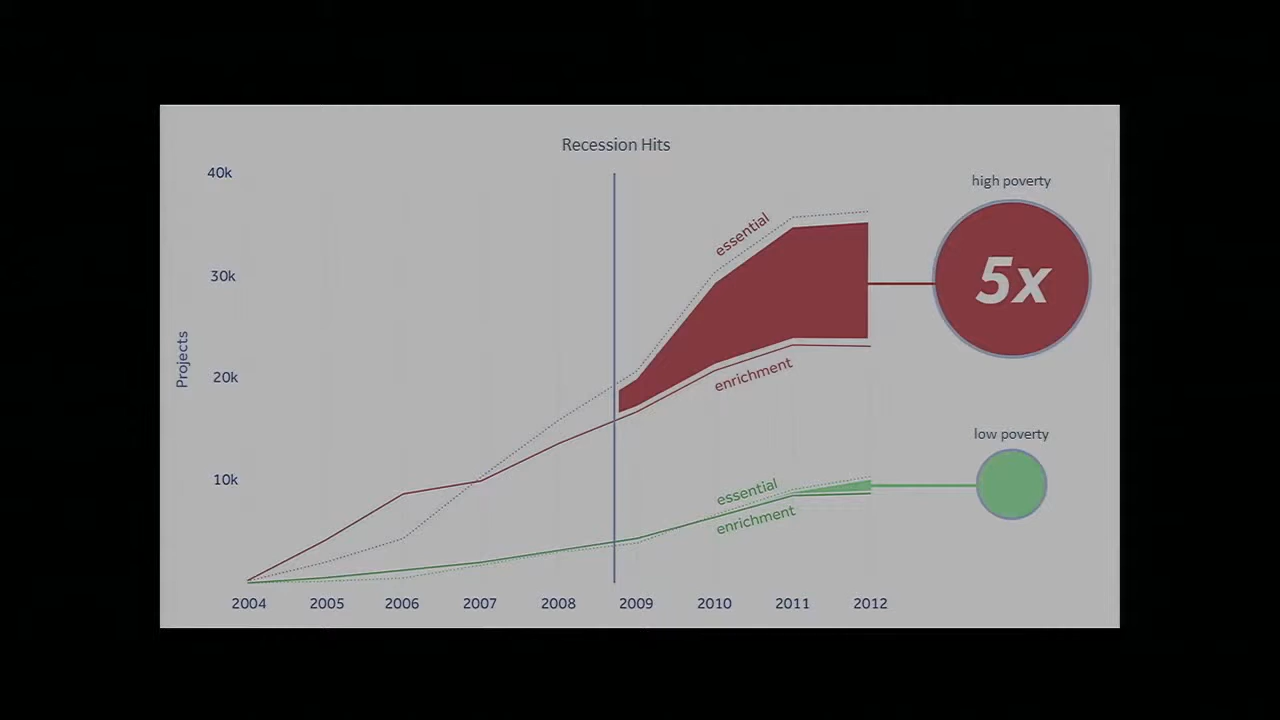 Recession Hits
40k
30k
20k
10k
Projects
essential
enrichment
essential
enrichment
high poverty
5x
low poverty
2004 2005 2006 2007 2008 2009 2010 2011 2012